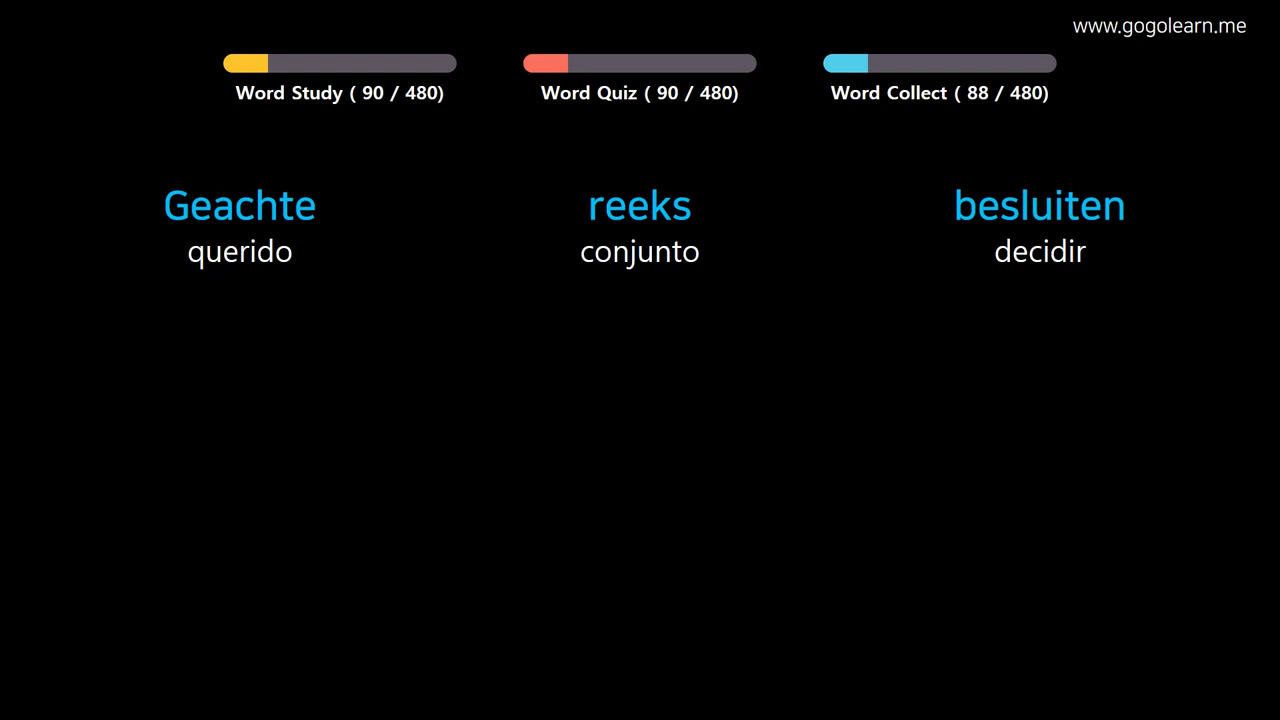 www.gogolearn.me
Word Study ( 90 / 480)
Word Quiz ( 90 / 480)
Word Collect ( 88 / 480)
Geachte
querido
reeks
conjunto
besluiten
decidir